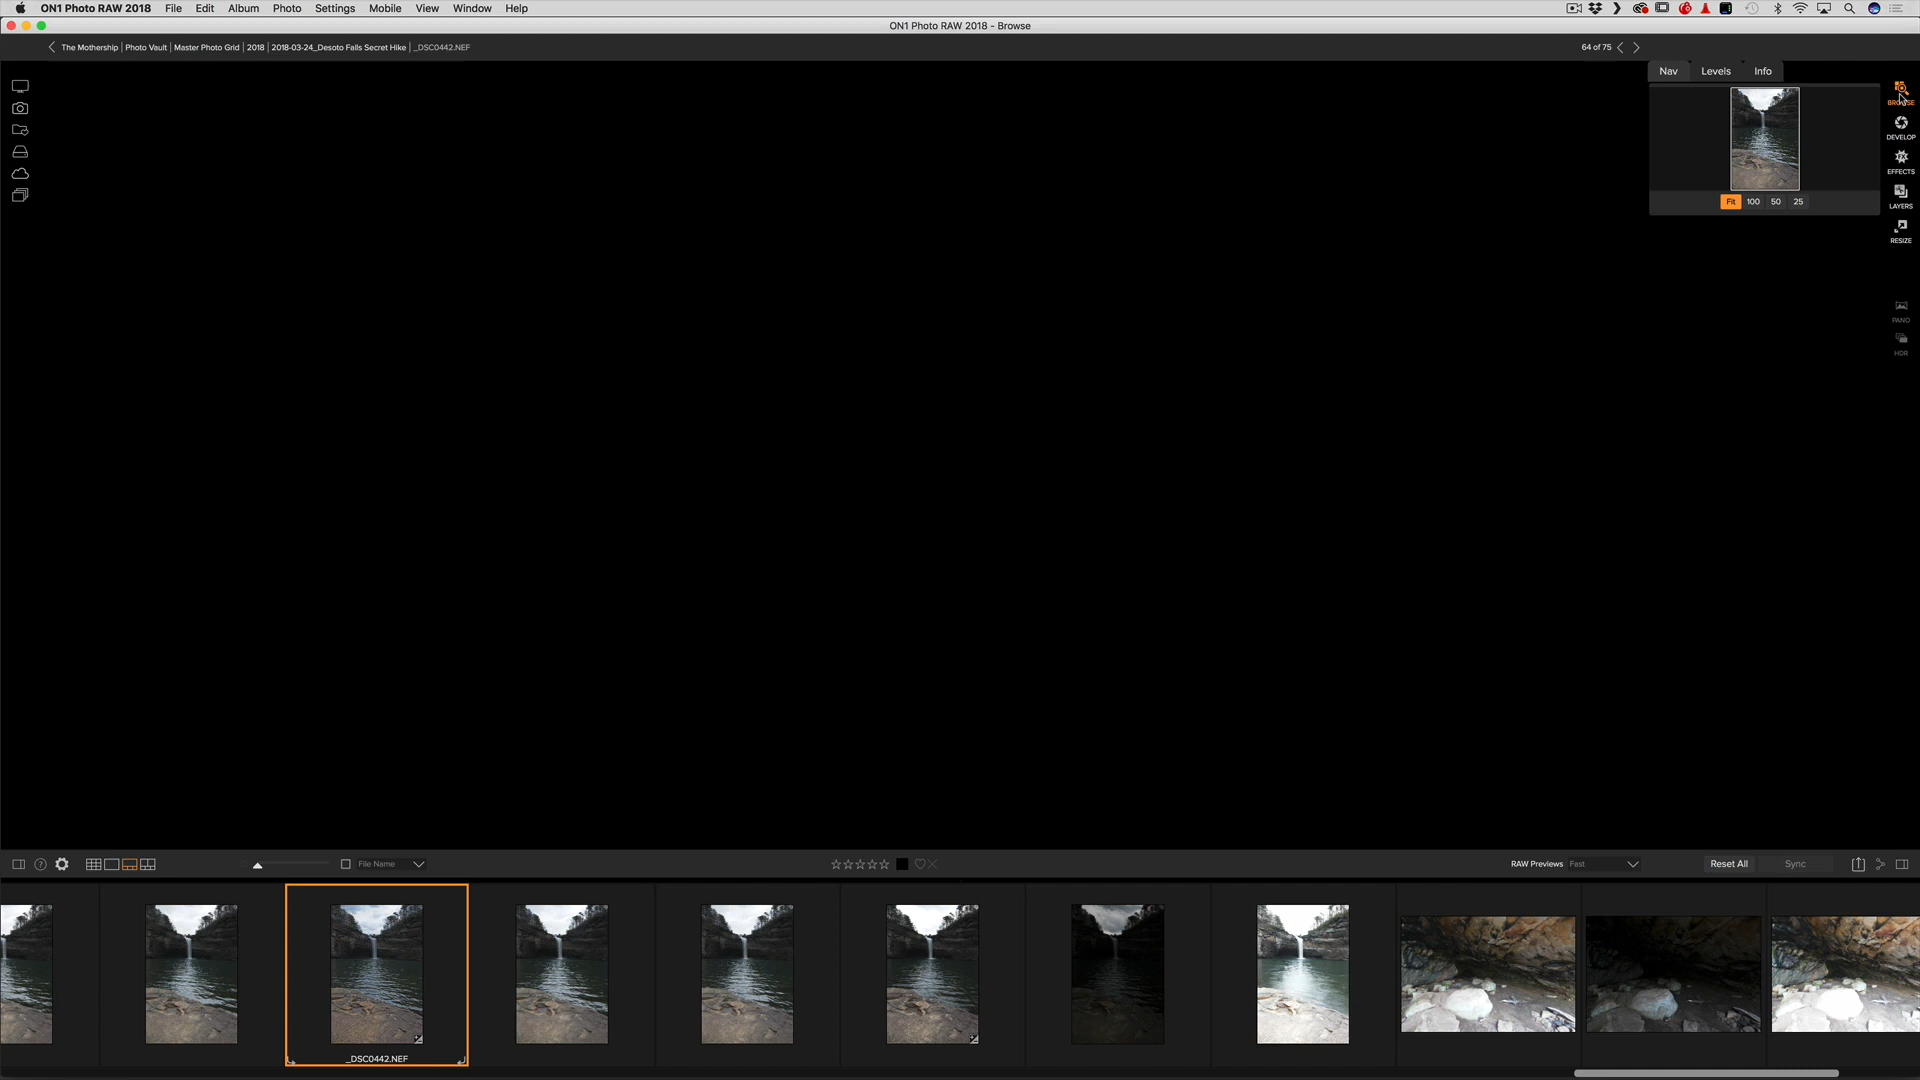 ON1 Photo RAW 2018 File Edit Album Photo Settings Mobile View Window Help
ON1 Photo RAW 2018 - Browse
The Mothership | Photo Vault | Master Photo Grid | 2018 | 2018-03-24_Desoto Falls Secret Hike | _DSC0442.NEF
64 of 75
Nav Levels Info
BROWSE
DEVELOP
EFFECTS
Fit 100 50 25
LAYERS
RESIZE
PANO
HDR
File Name
RAW Previews Fast
Reset All Sync
_DSC0442.NEF